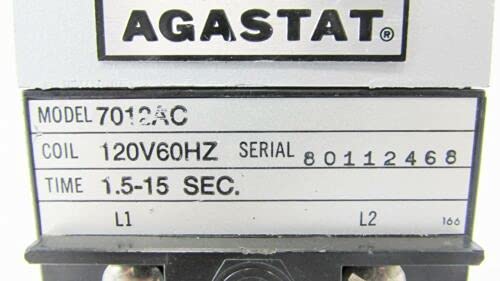 AGASTAT®
MODEL 7012AC
COIL 120V60HZ SERIAL 80112468
TIME 1.5-15 SEC.
L1 L2 166